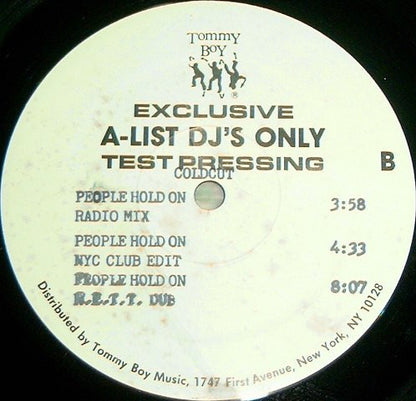 Tommy
BOY
®
EXCLUSIVE
A-LIST DJ'S ONLY
TEST PRESSING
COLDCUT
B
PEOPLE HOLD ON
RADIO MIX 3:58
PEOPLE HOLD ON
NYC CLUB EDIT 4:33
PEOPLE HOLD ON 8:07
DUB
Distributed by Tommy Boy Music, 1747 First Avenue, New York, NY 10128